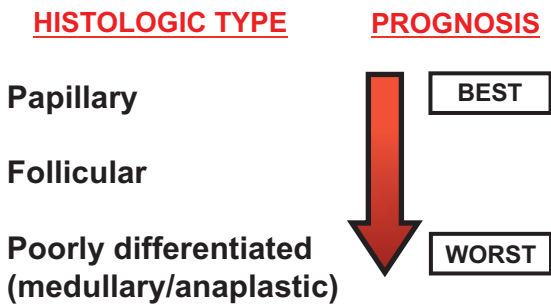 HISTOLOGIC TYPE PROGNOSIS
Papillary BEST
Follicular
Poorly differentiated WORST
(medullary/anaplastic)